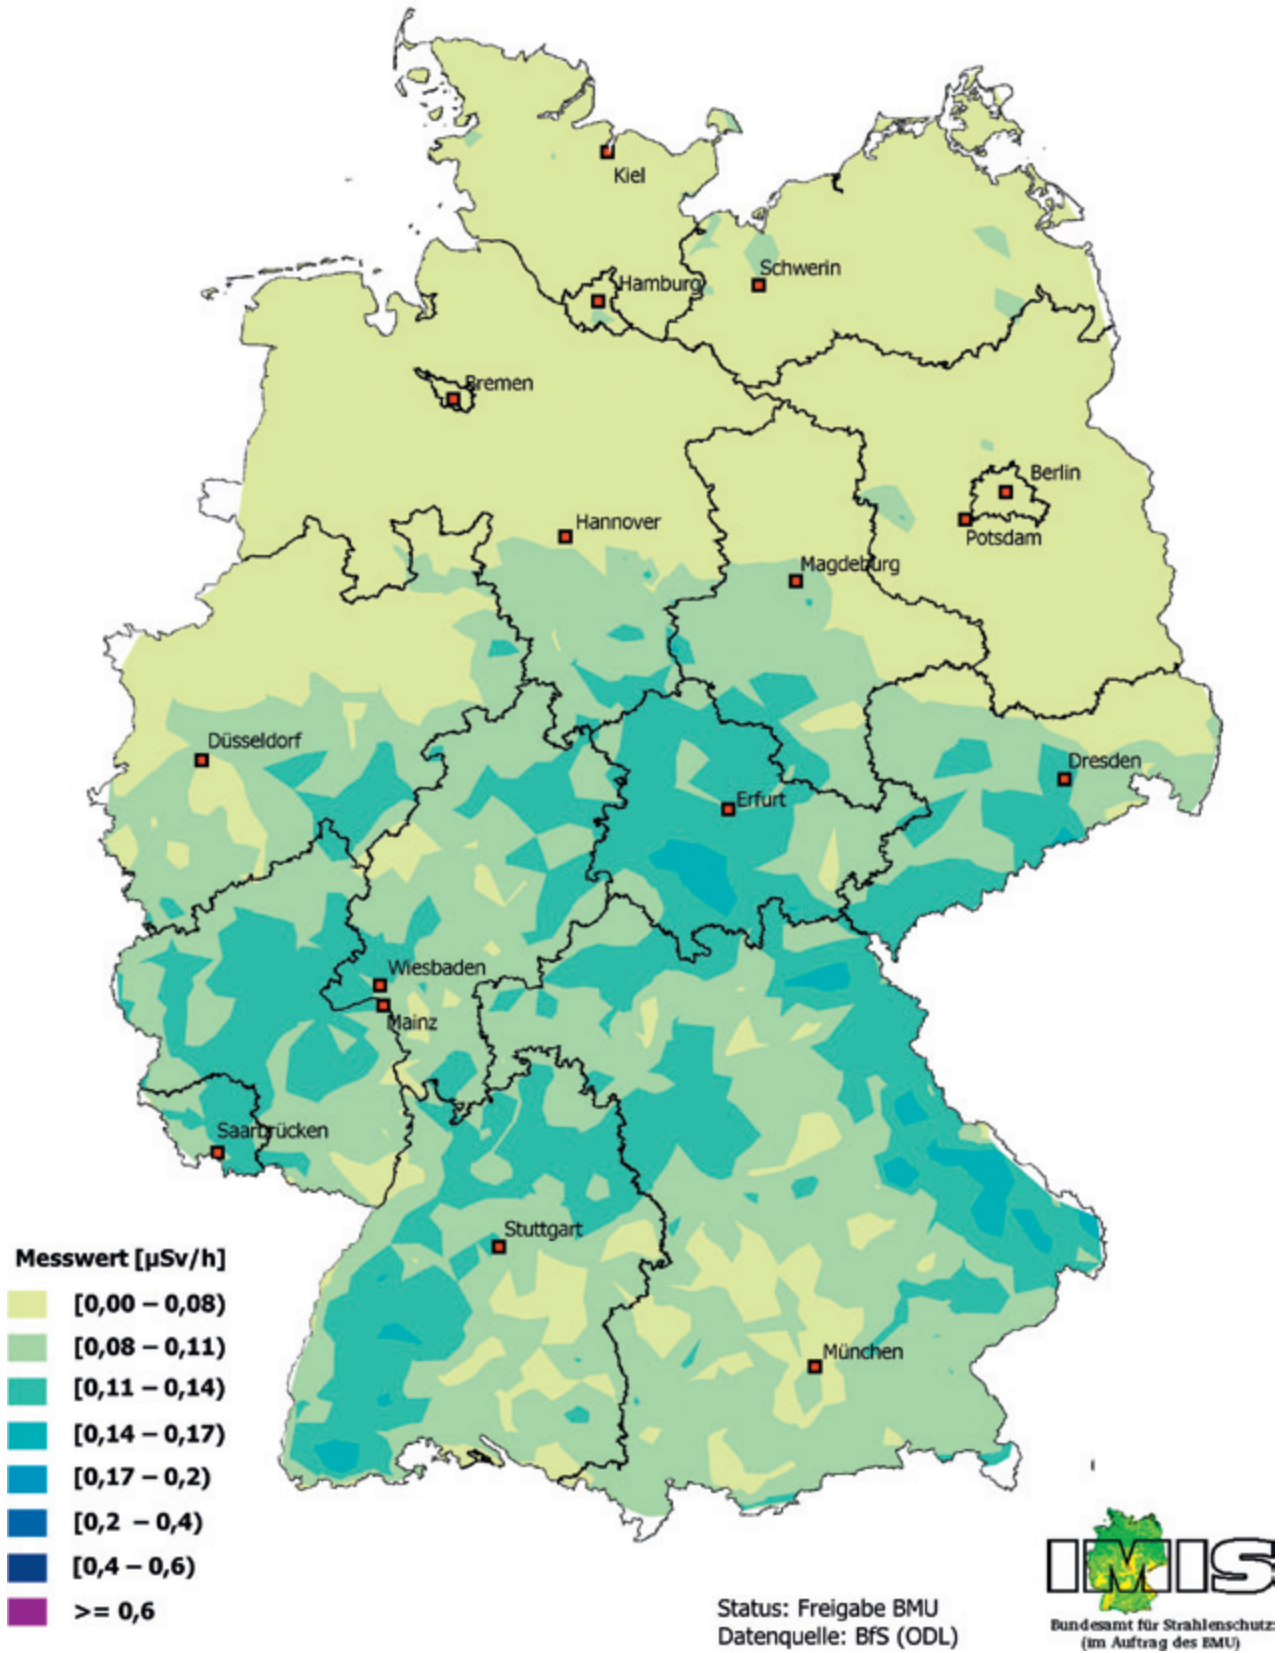 Kiel
Schwerin
Hamburg
Bremen
Berlin
Hannover
Potsdam
Magdeburg
Düsseldorf
Dresden
Erfurt
Wiesbaden
Mainz
Saarbrücken
Stuttgart
München
Messwert [µSv/h]
[0,00 – 0,08)
[0,08 – 0,11)
[0,11 – 0,14)
[0,14 – 0,17)
[0,17 – 0,2)
[0,2 – 0,4)
[0,4 – 0,6)
>= 0,6
Status: Freigabe BMU
Datenquelle: BfS (ODL)
IMIS
Bundesamt für Strahlenschutz
(im Auftrag des BMU)